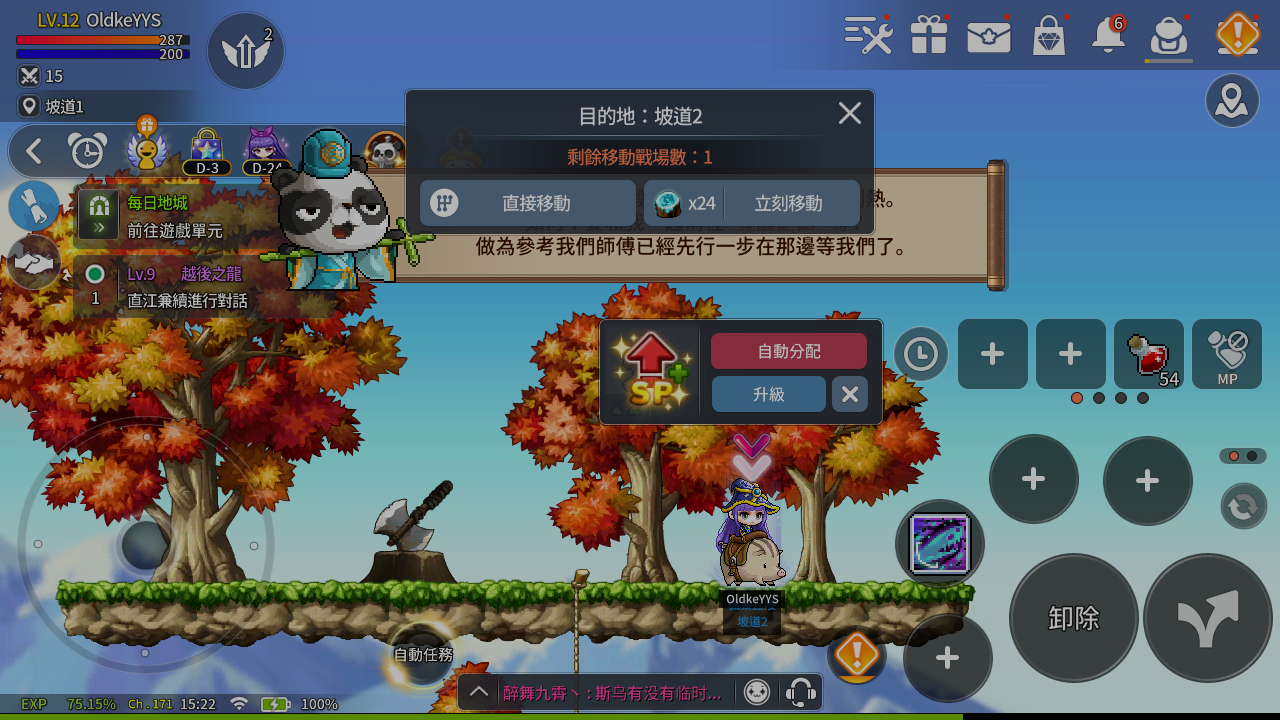 LV.12 OldkeYYS
287
200
2
15
坡道1
6
D-3
D-24
每日地城
前往遊戲單元
Lv.9 越後之龍
直江兼續進行對話
1
目的地：坡道2
剩餘移動戰場數：1
直接移動
x24
立刻移動
熱。
做為參考我們師傅已經先行一步在那邊等我們了。
SP
自動分配
升級
54
MP
卸除
OldkeYYS
坡道2
自動任務
醉舞九霄丶 : 斯乌有没有临时...
EXP 75.15% Ch.171 15:22 100%